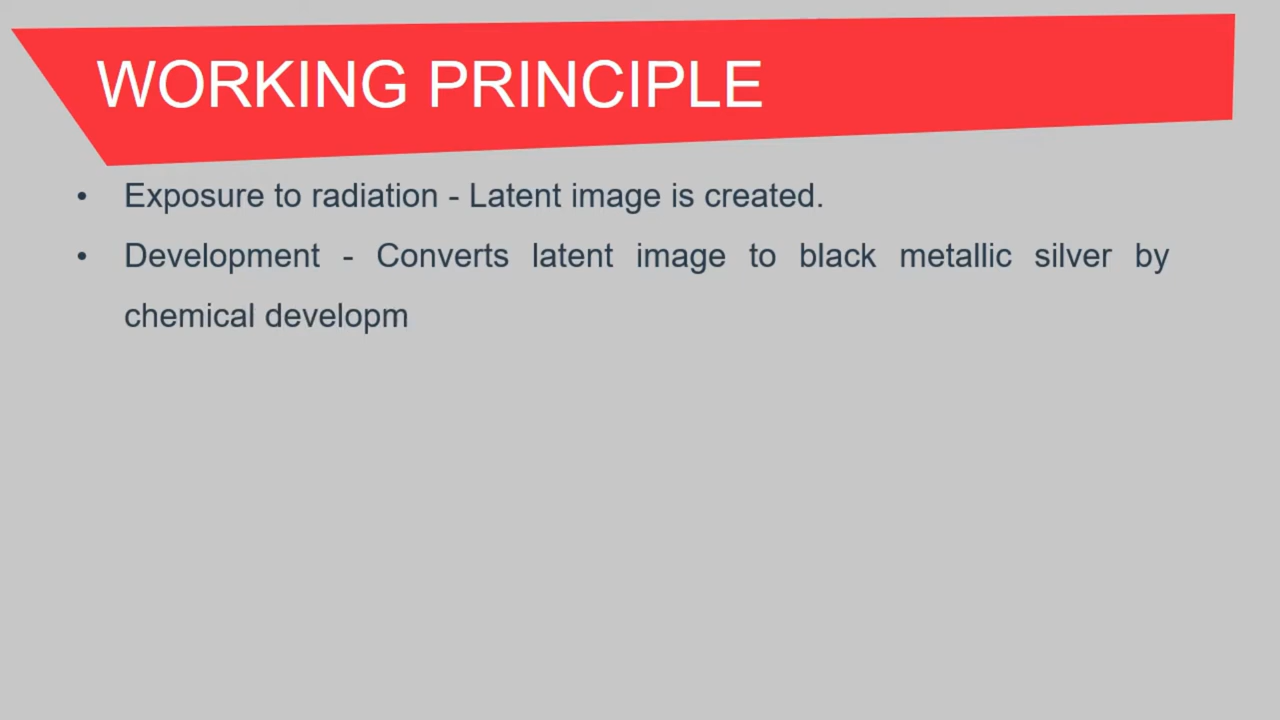 WORKING PRINCIPLE
• Exposure to radiation - Latent image is created.
• Development - Converts latent image to black metallic silver by
chemical developm